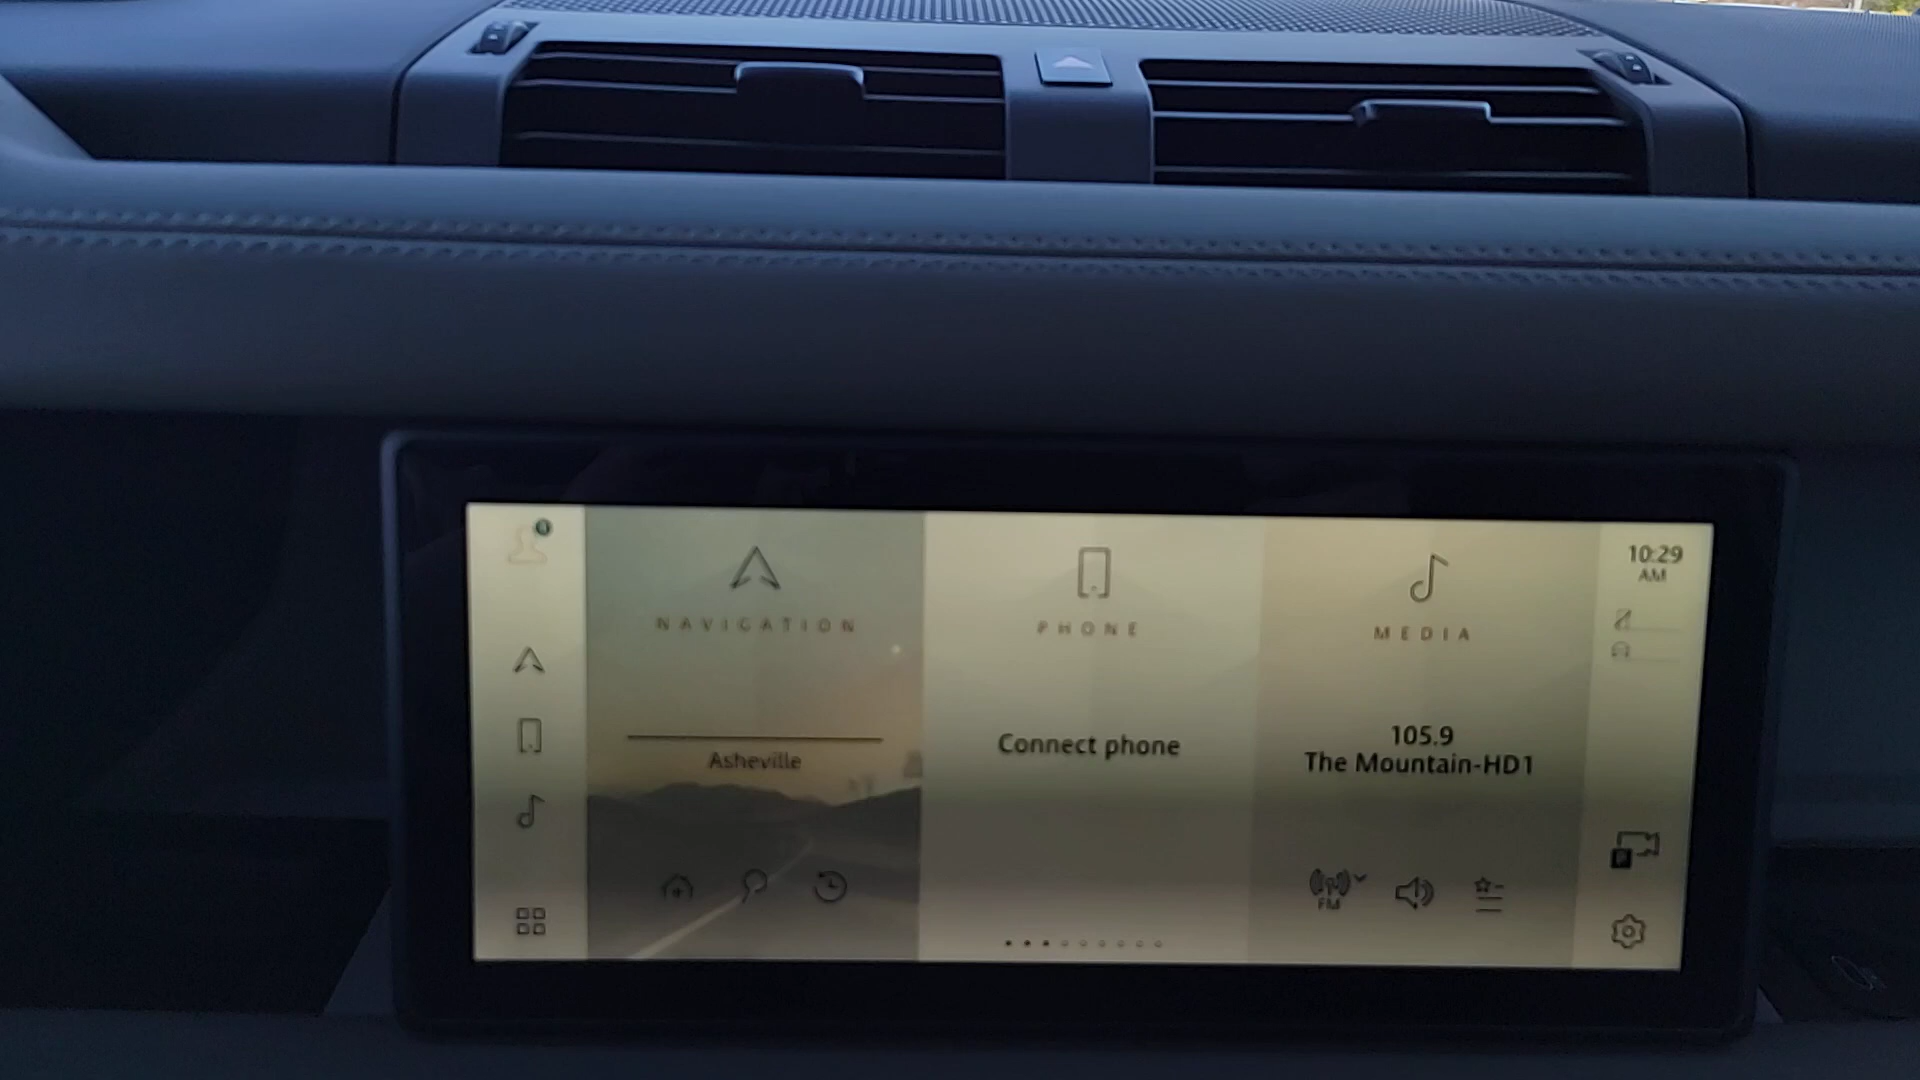 NAVIGATION
Asheville
PHONE
Connect phone
MEDIA
105.9
The Mountain-HD1
FM
10:29
AM
P